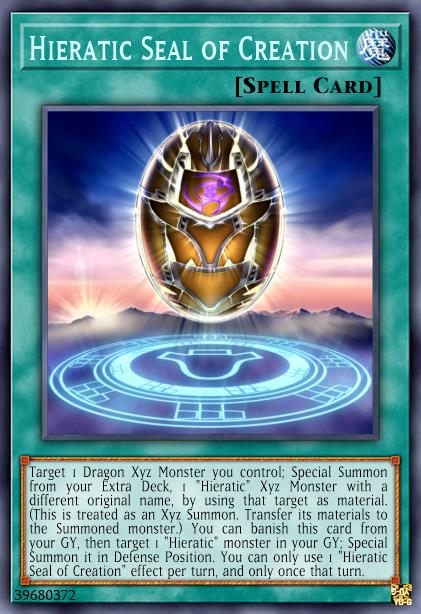 Hieratic Seal of Creation 魔
[Spell Card]
Target 1 Dragon Xyz Monster you control; Special Summon
from your Extra Deck, 1 "Hieratic" Xyz Monster with a
different original name, by using that target as material.
(This is treated as an Xyz Summon. Transfer its materials to
the Summoned monster.) You can banish this card from
your GY, then target 1 "Hieratic" monster in your GY; Special
Summon it in Defense Position. You can only use 1 "Hieratic
Seal of Creation" effect per turn, and only once that turn.
39680372